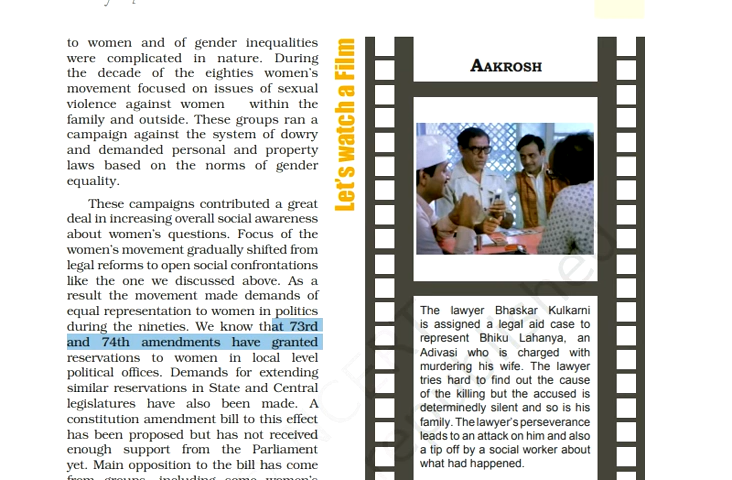 to women and of gender inequalities
were complicated in nature. During
the decade of the eighties women's
movement focused on issues of sexual
violence against women within the
family and outside. These groups ran a
campaign against the system of dowry
and demanded personal and property
laws based on the norms of gender
equality.
These campaigns contributed a great
deal in increasing overall social awareness
about women's questions. Focus of the
women's movement gradually shifted from
legal reforms to open social confrontations
like the one we discussed above. As a
result the movement made demands of
equal representation to women in politics
during the nineties. We know that 73rd
and 74th amendments have granted
reservations to women in local level
political offices. Demands for extending
similar reservations in State and Central
legislatures have also been made. A
constitution amendment bill to this effect
has been proposed but has not received
enough support from the Parliament
yet. Main opposition to the bill has come
from groups, including some women's
Let's watch a Film
AAKROSH
The lawyer Bhaskar Kulkarni
is assigned a legal aid case to
represent Bhiku Lahanya, an
Adivasi who is charged with
murdering his wife. The lawyer
tries hard to find out the cause
of the killing but the accused is
determinedly silent and so is his
family. The lawyer's perseverance
leads to an attack on him and also
a tip off by a social worker about
what had happened.